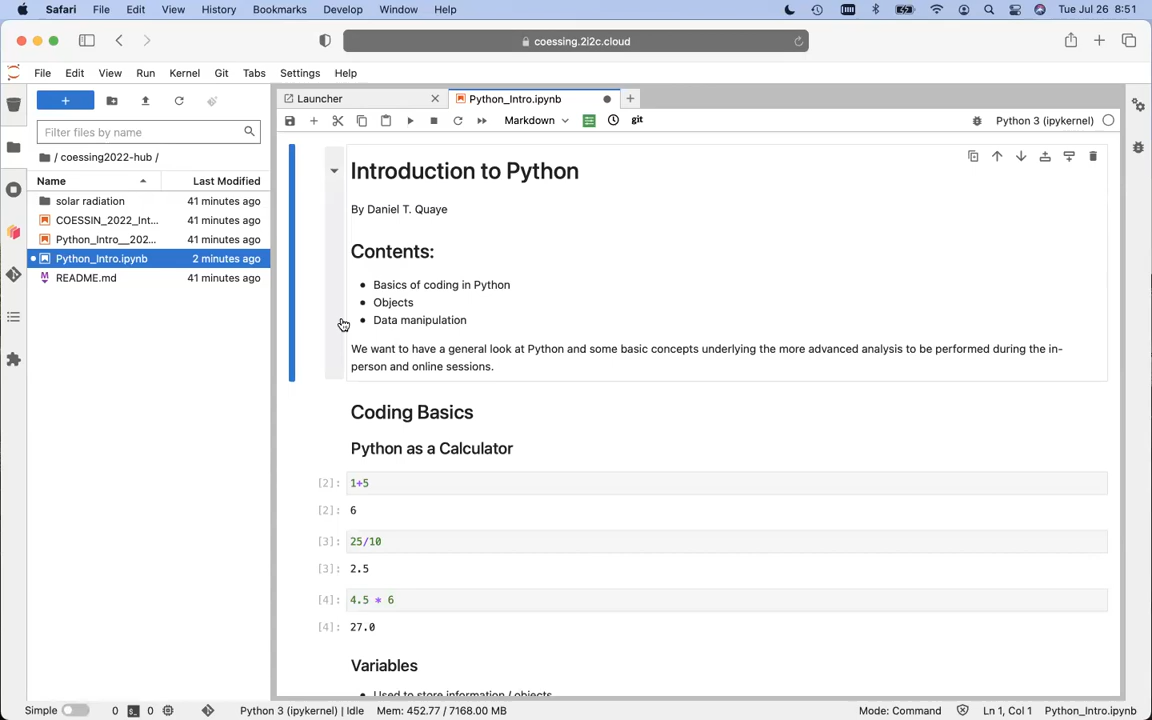 Safari File Edit View History Bookmarks Develop Window Help Tue Jul 26 8:51
coessing.2i2c.cloud
File Edit View Run Kernel Git Tabs Settings Help
Launcher Python_Intro.ipynb
Markdown git Python 3 (ipykernel)
Filter files by name
/ coessing2022-hub /
Name Last Modified
solar radiation 41 minutes ago
COESSIN_2022_Int... 41 minutes ago
Python_Intro__202... 41 minutes ago
Python_Intro.ipynb 2 minutes ago
README.md 41 minutes ago
Introduction to Python
By Daniel T. Quaye
Contents:
• Basics of coding in Python
• Objects
• Data manipulation
We want to have a general look at Python and some basic concepts underlying the more advanced analysis to be performed during the in-
person and online sessions.
Coding Basics
Python as a Calculator
[2]: 1+5
[2]: 6
[3]: 25/10
[3]: 2.5
[4]: 4.5 * 6
[4]: 27.0
Variables
• Used to store information / objects
Simple 0 0 Python 3 (ipykernel) | Idle Mem: 452.77 / 7168.00 MB Mode: Command Ln 1, Col 1 Python_Intro.ipynb